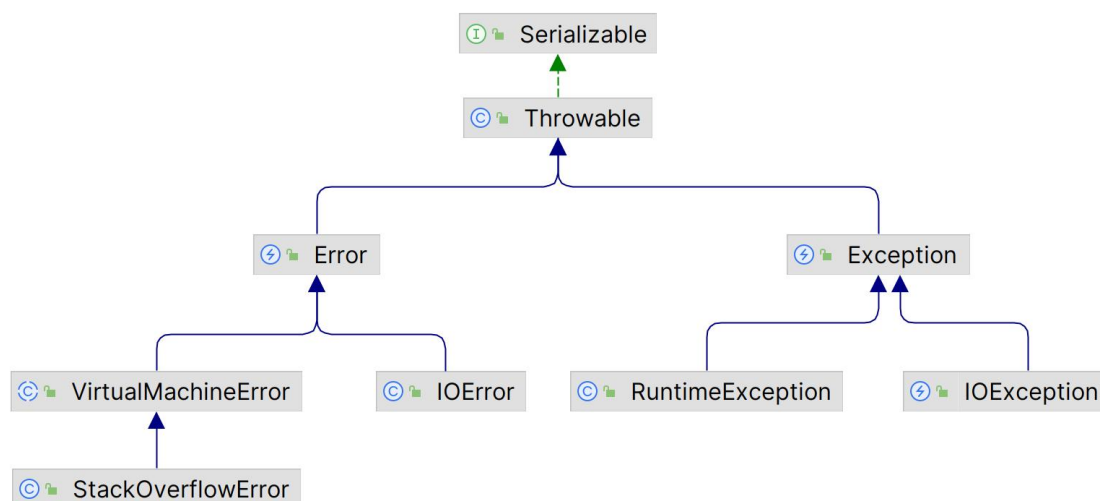 Serializable
Throwable
Error
Exception
VirtualMachineError
IOError
RuntimeException
IOException
StackOverflowError